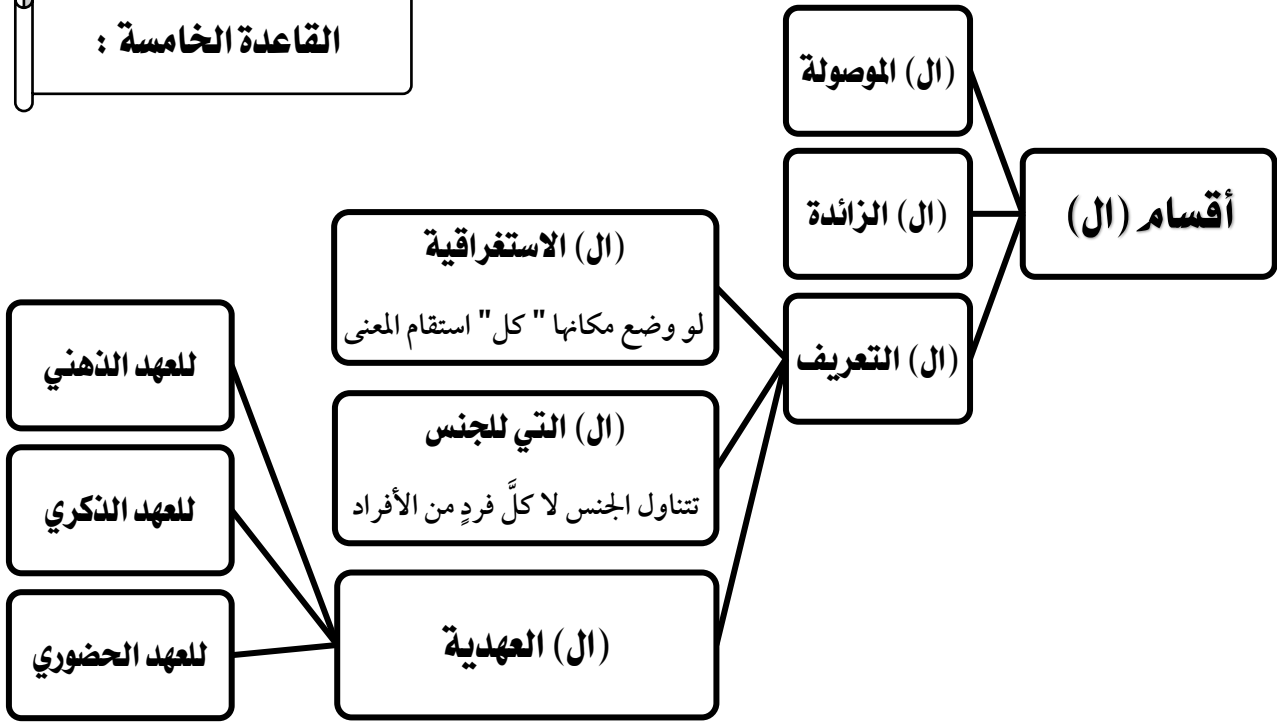 القاعدة الخامسة :
أقسام (ال)
(ال) الموصولة
(ال) الزائدة
(ال) التعريف
(ال) الاستغراقية
لو وضع مكانها " كل" استقام المعنى
(ال) التي للجنس
تتناول الجنس لا كلَّ فردٍ من الأفراد
(ال) العهدية
للعهد الذهني
للعهد الذكري
للعهد الحضوري